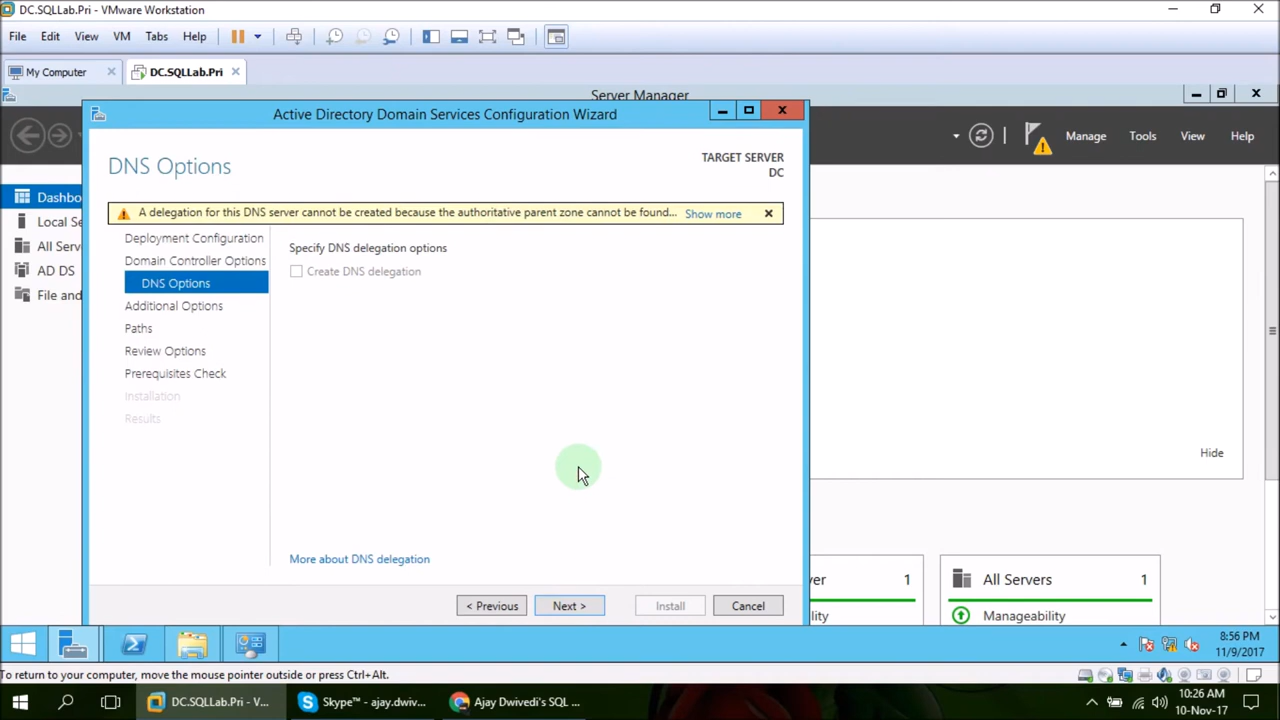 DC.SQLLab.Pri - VMware Workstation
File Edit View VM Tabs Help
My Computer DC.SQLLab.Pri
Server Manager
Active Directory Domain Services Configuration Wizard
Manage Tools View Help
DNS Options
TARGET SERVER
DC
A delegation for this DNS server cannot be created because the authoritative parent zone cannot be found... Show more
Dashbo
Local Se
All Serv
AD DS
File and
Deployment Configuration
Domain Controller Options
DNS Options
Additional Options
Paths
Review Options
Prerequisites Check
Installation
Results
Specify DNS delegation options
Create DNS delegation
More about DNS delegation
< Previous Next > Install Cancel
Hide
ver 1
ility
All Servers 1
Manageability
8:56 PM
11/9/2017
To return to your computer, move the mouse pointer outside or press Ctrl+Alt.
DC.SQLLab.Pri - V...
Skype™ - ajay.dwiv...
Ajay Dwivedi's SQL ...
10:26 AM
10-Nov-17